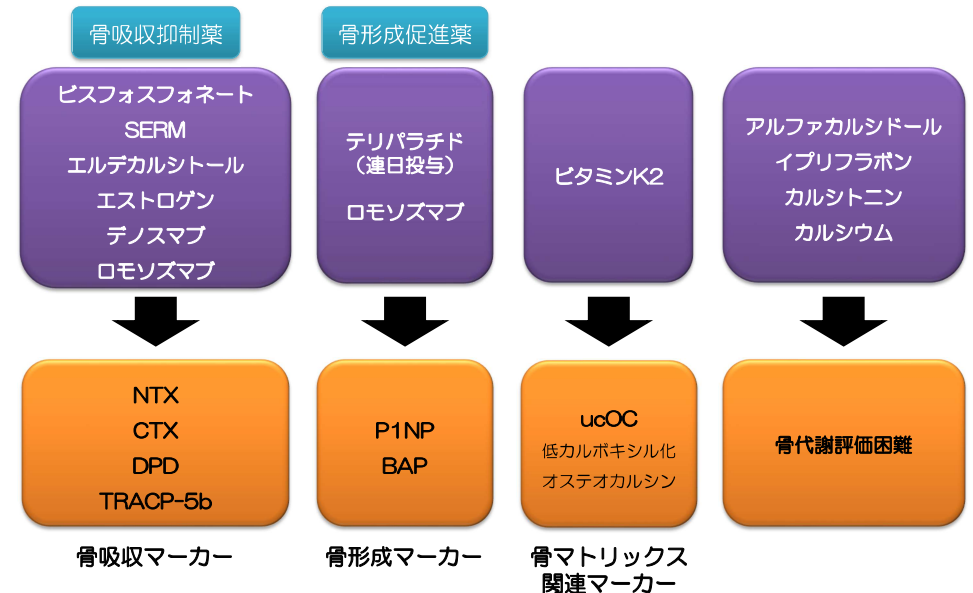 骨吸収抑制薬
ビスフォスフォネート
SERM
エルデカルシトール
エストロゲン
デノスマブ
ロモソズマブ
NTX
CTX
DPD
TRACP-5b
骨吸収マーカー
骨形成促進薬
テリパラチド
（連日投与）
ロモソズマブ
P1NP
BAP
骨形成マーカー
ビタミンK2
ucOC
低カルボキシル化
オステオカルシン
骨マトリックス
関連マーカー
アルファカルシドール
イプリフラボン
カルシトニン
カルシウム
骨代謝評価困難